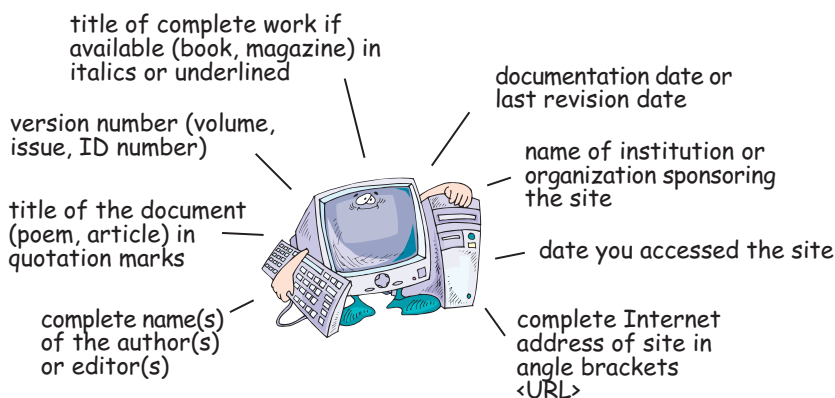 title of complete work if
available (book, magazine) in
italics or underlined
documentation date or
last revision date
version number (volume,
issue, ID number)
name of institution or
organization sponsoring
the site
title of the document
(poem, article) in
quotation marks
date you accessed the site
complete name(s)
of the author(s)
or editor(s)
complete Internet
address of site in
angle brackets
<URL>